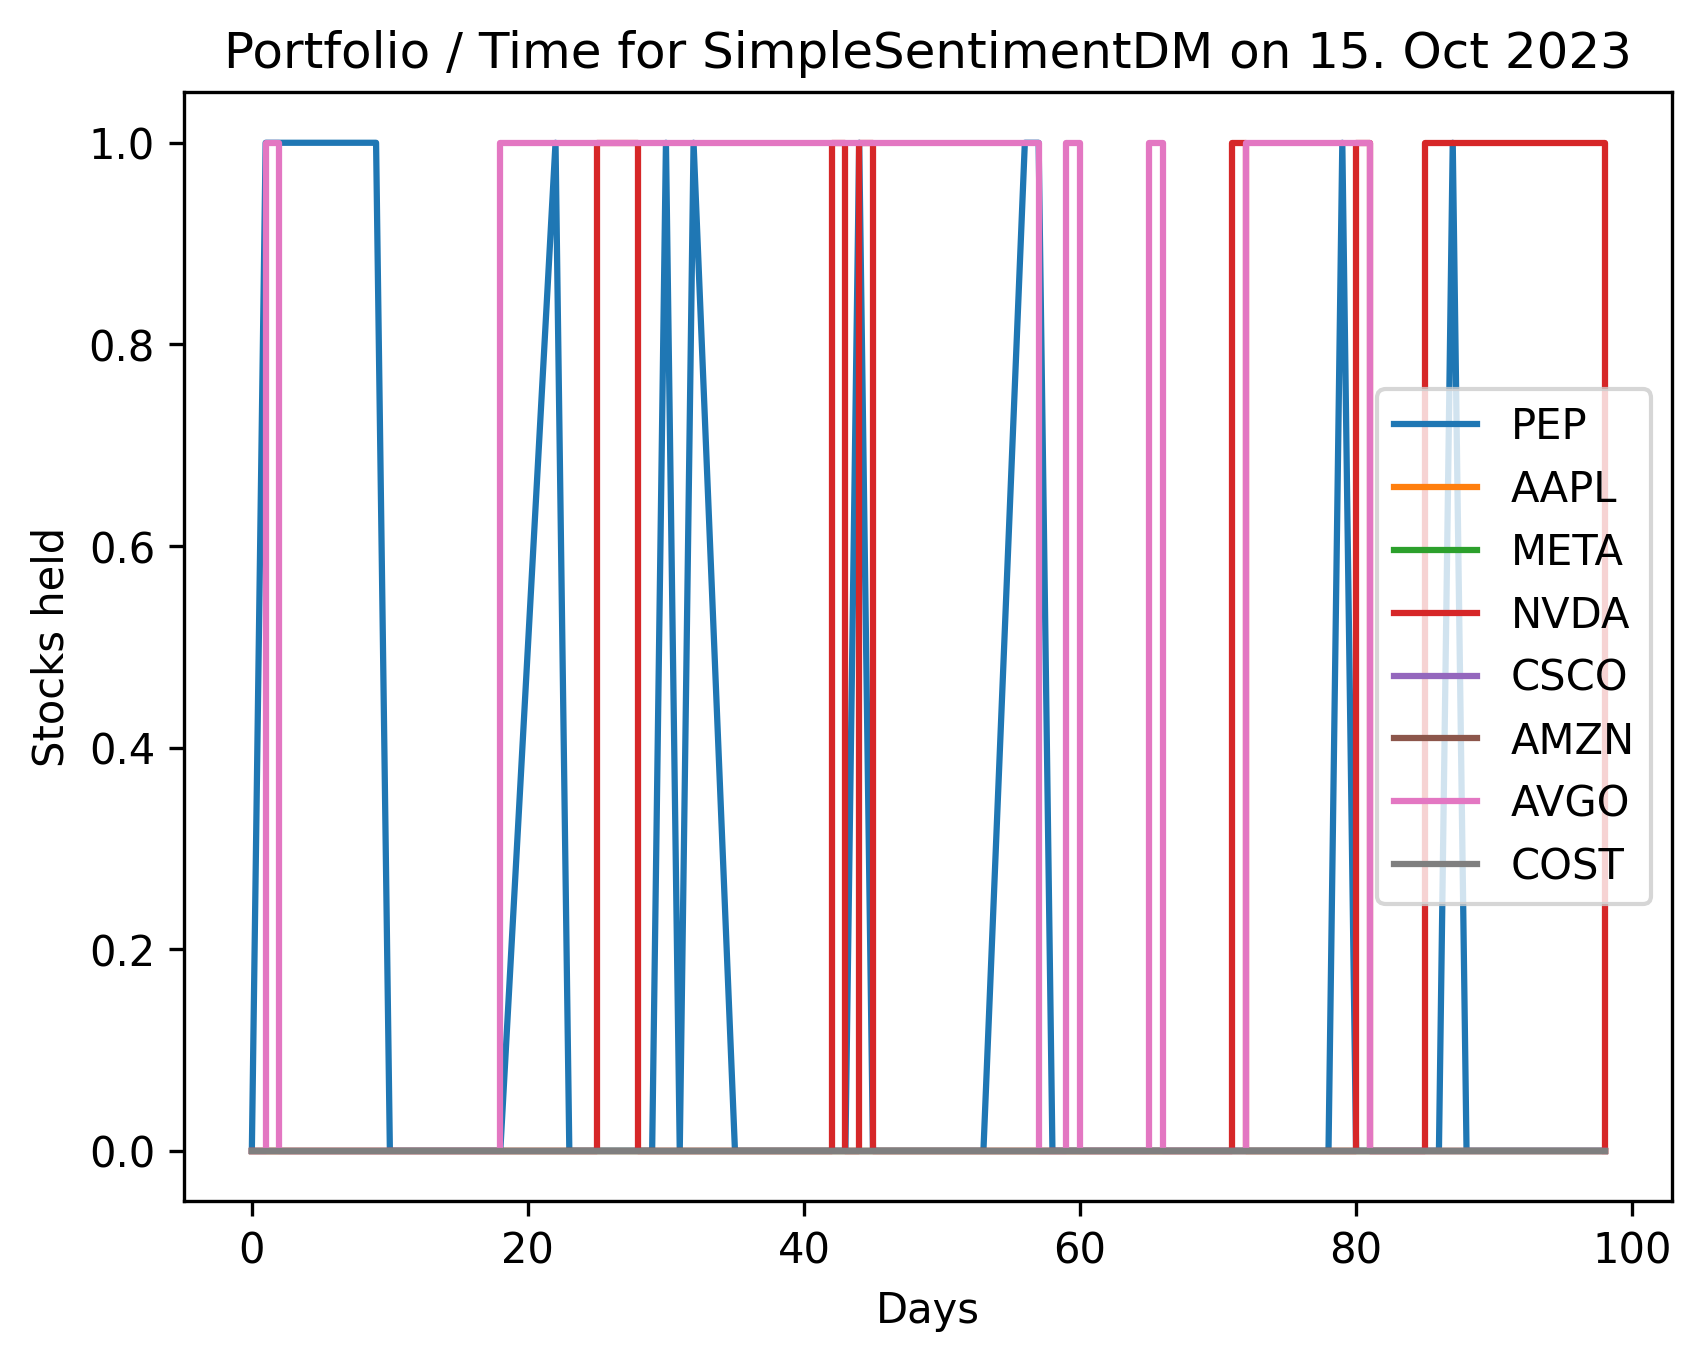 Portfolio / Time for SimpleSentimentDM on 15. Oct 2023
1.0
0.8
0.6
0.4
0.2
0.0
Stocks held
PEP
AAPL
META
NVDA
CSCO
AMZN
AVGO
COST
0 20 40 60 80 100
Days